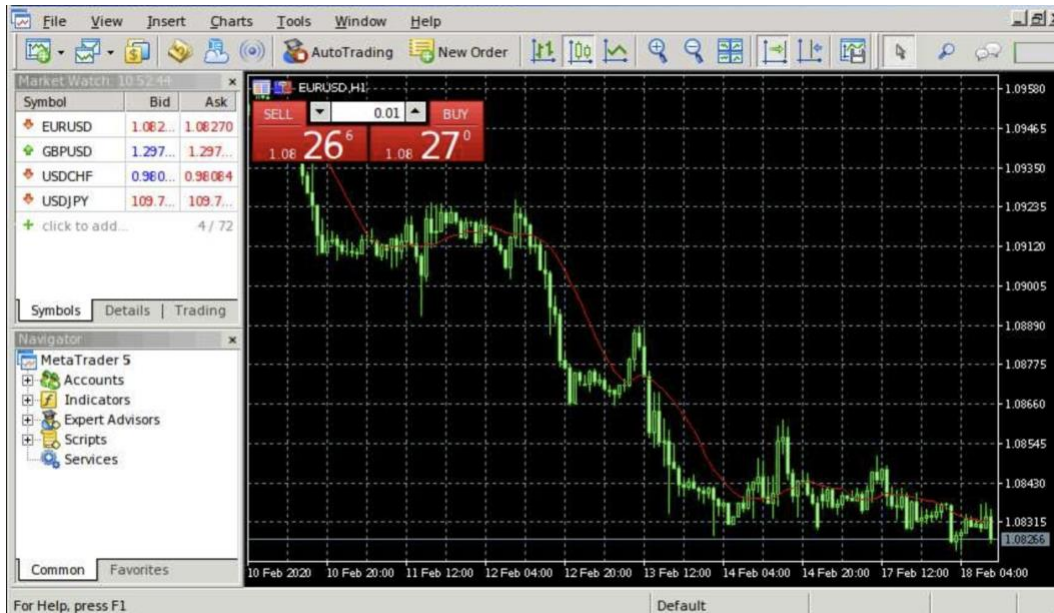 File View Insert Charts Tools Window Help
AutoTrading New Order
Market Watch: 10:52:44
Symbol Bid Ask
EURUSD 1.082... 1.08270
GBPUSD 1.297... 1.297...
USDCHF 0.980... 0.98084
USDJPY 109.7... 109.7...
click to add... 4 / 72
Symbols Details | Trading
Navigator
MetaTrader 5
Accounts
Indicators
Expert Advisors
Scripts
Services
Common Favorites
EURUSD,H1
SELL 0.01 BUY
1.08 26 6 1.08 27 0
1.09580
1.09465
1.09350
1.09235
1.09120
1.09005
1.08890
1.08775
1.08660
1.08545
1.08430
1.08315
1.08266
10 Feb 2020 10 Feb 20:00 11 Feb 12:00 12 Feb 04:00 12 Feb 20:00 13 Feb 12:00 14 Feb 04:00 14 Feb 20:00 17 Feb 12:00 18 Feb 04:00
For Help, press F1 Default